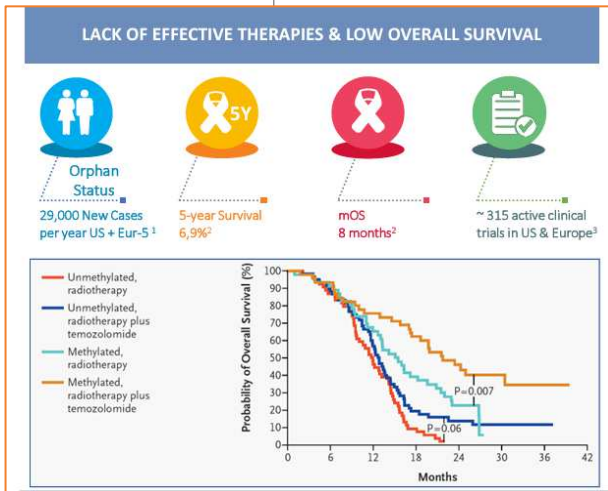 LACK OF EFFECTIVE THERAPIES & LOW OVERALL SURVIVAL
5Y
Orphan
Status
29,000 New Cases
per year US + Eur-5 1
5-year Survival
6,9%2
mOS
8 months2
~ 315 active clinical
trials in US & Europe3
Unmethylated,
radiotherapy
Unmethylated,
radiotherapy plus
temozolomide
Methylated,
radiotherapy
Methylated,
radiotherapy plus
temozolomide
Probability of Overall Survival (%)
100
90
80
70
60
50
40
30
20
10
0
P=0.007
P=0.06
0 6 12 18 24 30 36 42
Months